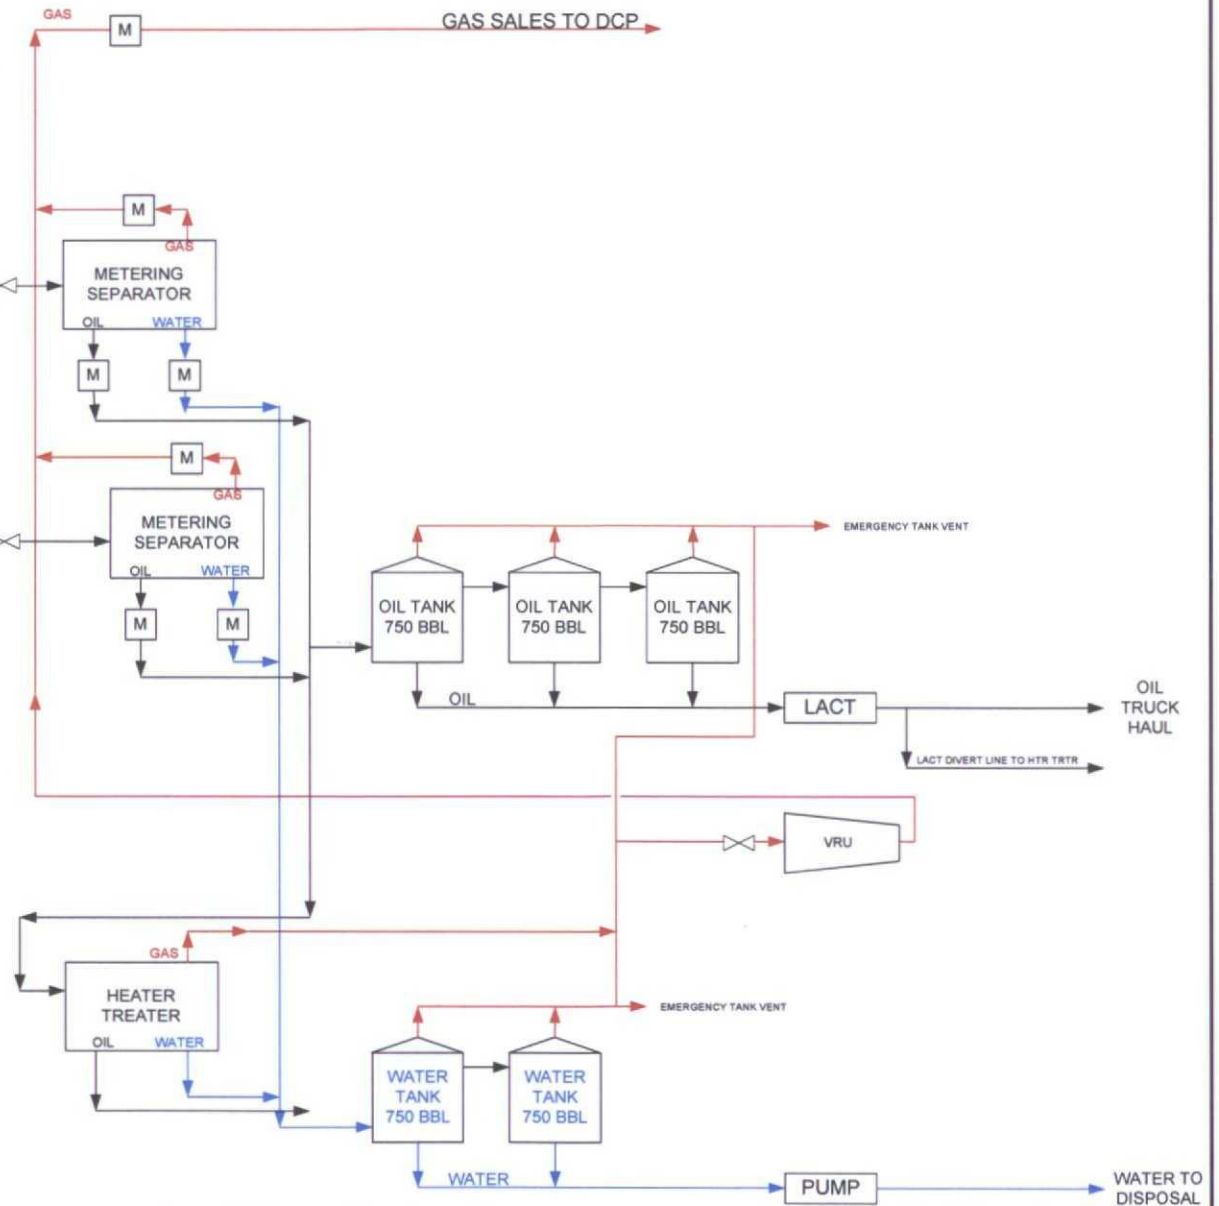 GAS
M
GAS SALES TO DCP
M
GAS
METERING
SEPARATOR
OIL
WATER
M
M
M
GAS
METERING
SEPARATOR
OIL
WATER
M
M
EMERGENCY TANK VENT
OIL TANK
750 BBL
OIL TANK
750 BBL
OIL TANK
750 BBL
OIL
LACT
OIL
TRUCK
HAUL
LACT DIVERT LINE TO HTR TRTR
VRU
GAS
HEATER
TREATER
OIL
WATER
EMERGENCY TANK VENT
WATER
TANK
750 BBL
WATER
TANK
750 BBL
WATER
PUMP
WATER TO
DISPOSAL